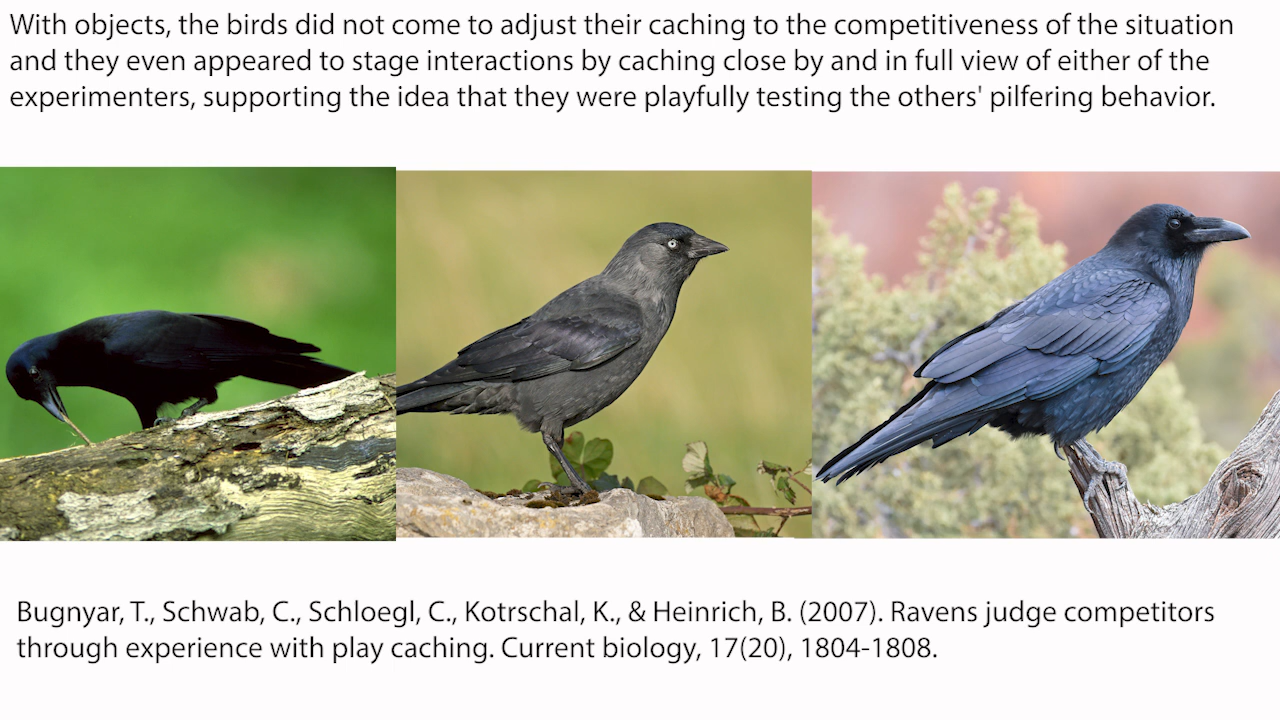 With objects, the birds did not come to adjust their caching to the competitiveness of the situation
and they even appeared to stage interactions by caching close by and in full view of either of the
experimenters, supporting the idea that they were playfully testing the others' pilfering behavior.
Bugnyar, T., Schwab, C., Schloegl, C., Kotrschal, K., & Heinrich, B. (2007). Ravens judge competitors
through experience with play caching. Current biology, 17(20), 1804-1808.